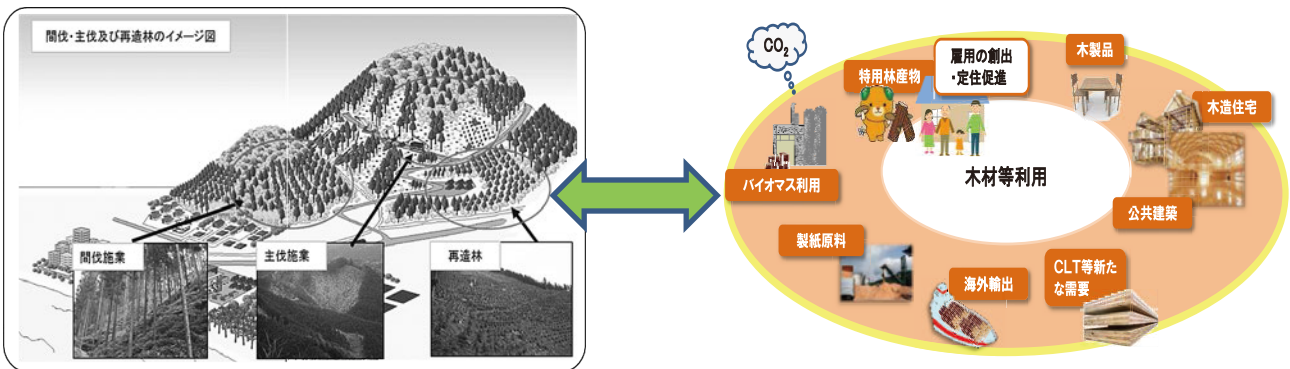 間伐・主伐及び再造林のイメージ図
間伐施業
主伐施業
再造林
CO₂
特用林産物
雇用の創出
・定住促進
木製品
木造住宅
バイオマス利用
木材等利用
公共建築
製紙原料
海外輸出
CLT等新た
な需要